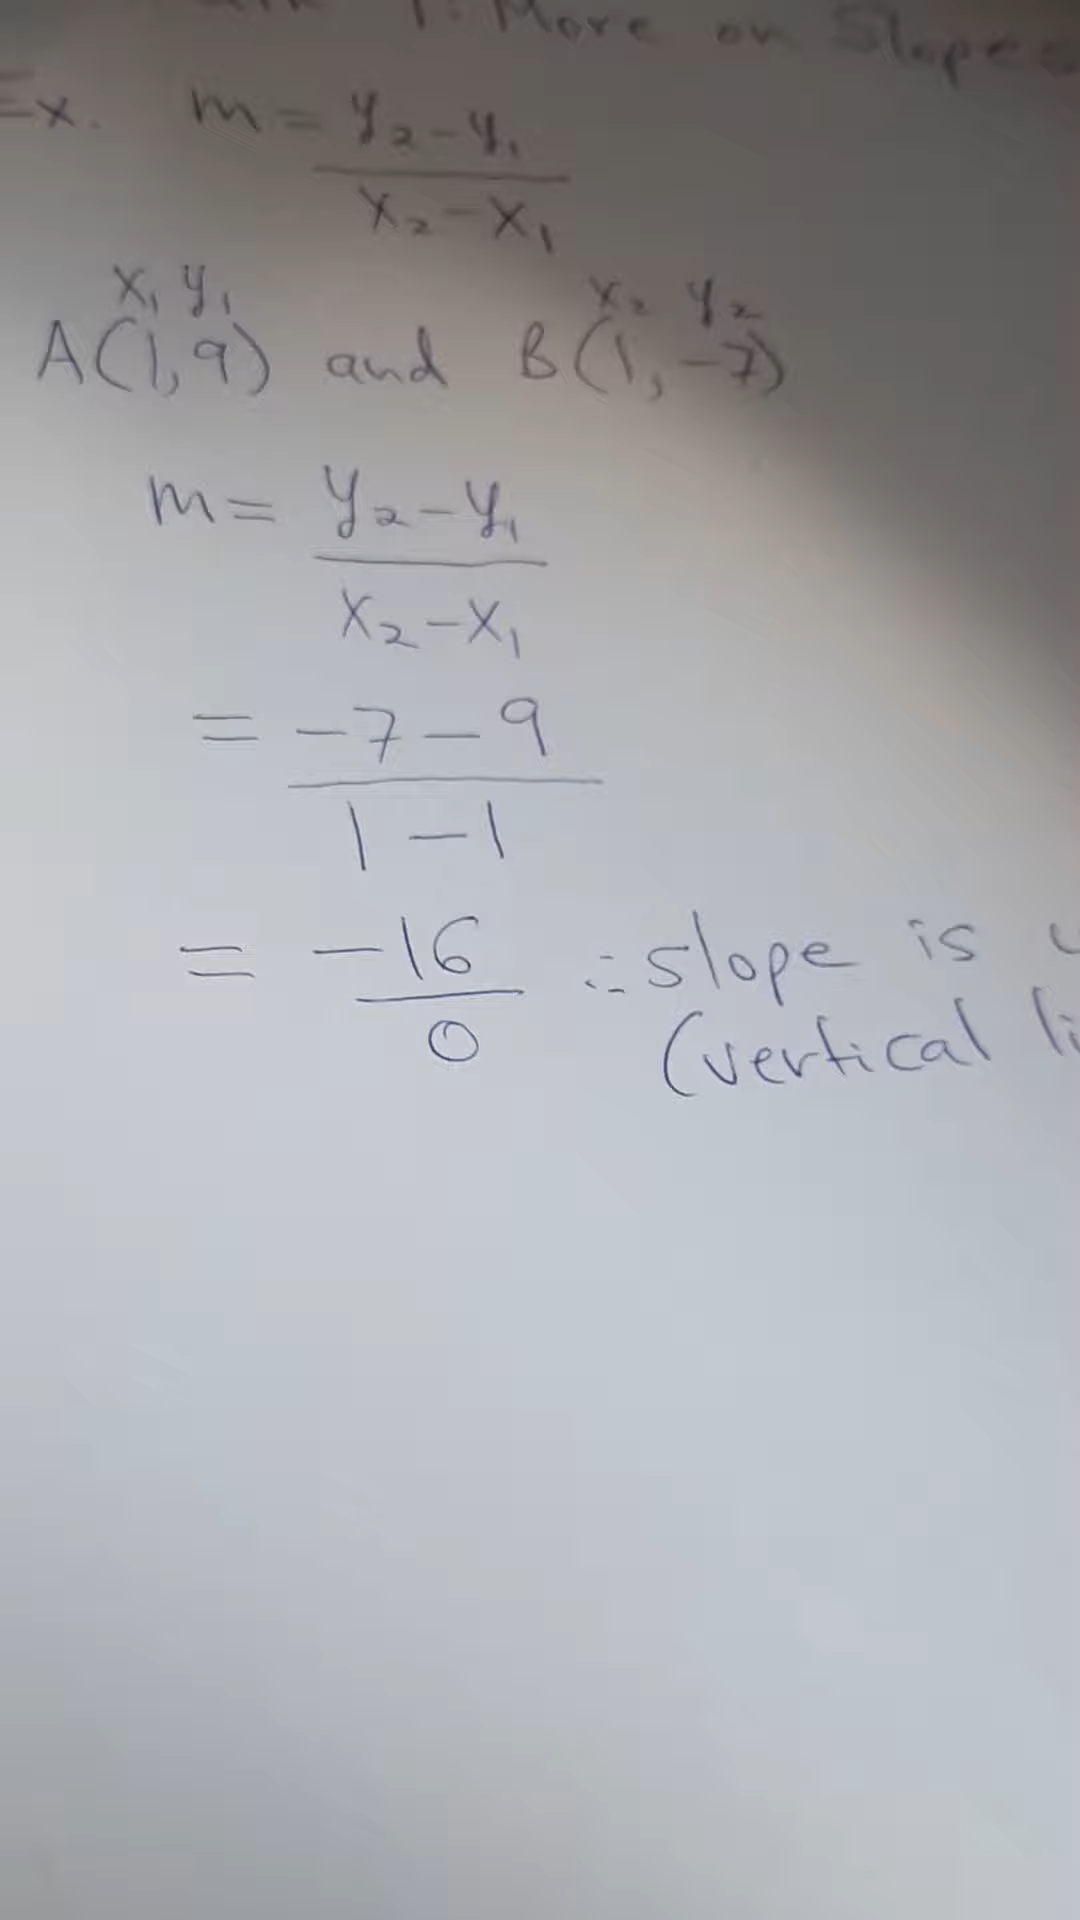 1: More on Slopes
Ex. m = y₂-y₁
x₂-x₁
x₁ y₁ x₂ y₂
A(1,9) and B(1,-7)
m = y₂-y₁
x₂-x₁
= -7-9
1-1
= -16 ∴ slope is
0 (vertical